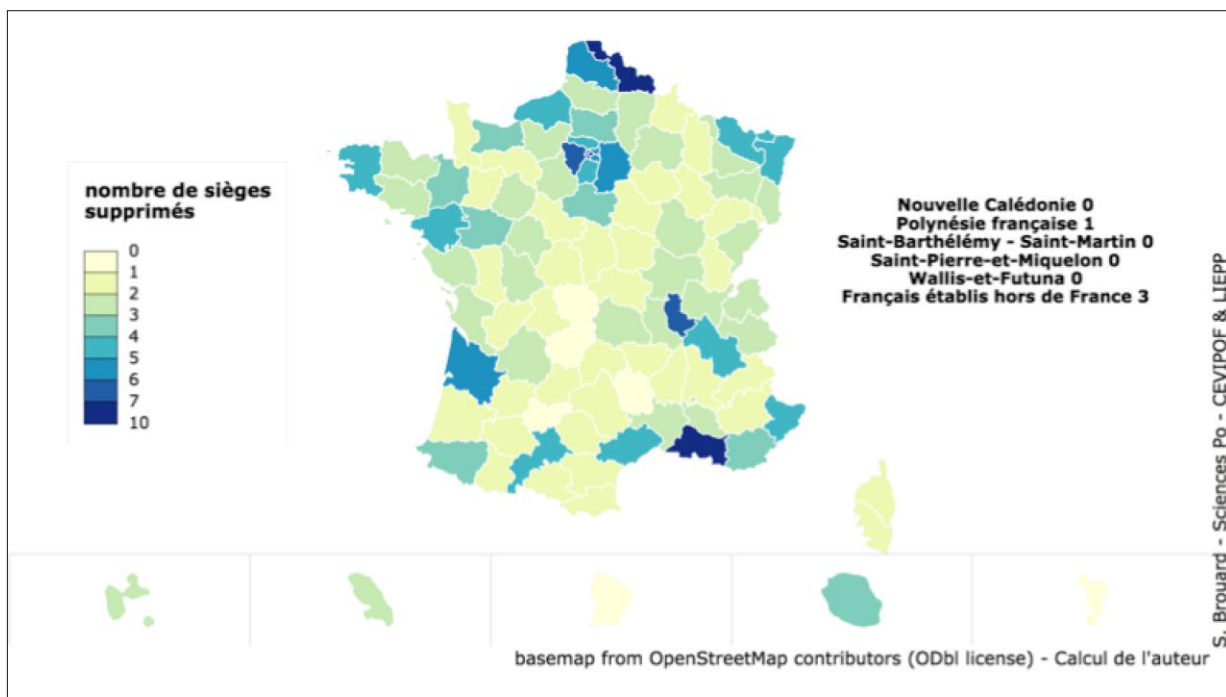 nombre de sièges
supprimés
0
1
2
3
4
5
6
7
10
Nouvelle Calédonie 0
Polynésie française 1
Saint-Barthélémy - Saint-Martin 0
Saint-Pierre-et-Miquelon 0
Wallis-et-Futuna 0
Français établis hors de France 3
S. Brouard - Sciences Po - CEVIPOF & LIEPP
basemap from OpenStreetMap contributors (ODbl license) - Calcul de l'auteur